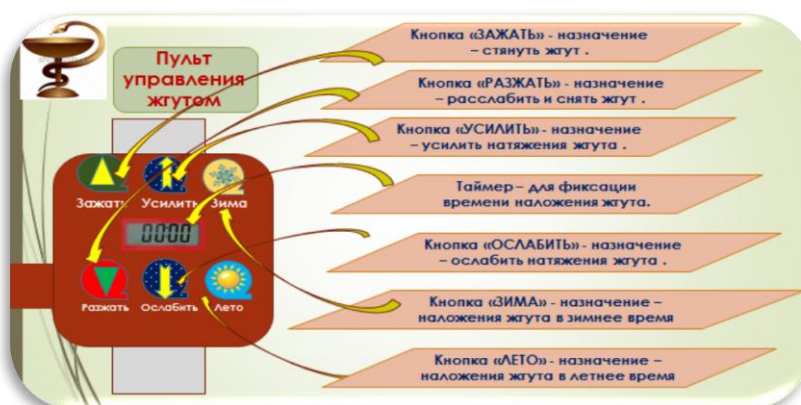 Пульт
управления
жгутом
Зажать
Усилить
Зима
0000
Разжать
Ослабить
Лето
Кнопка «ЗАЖАТЬ» - назначение
– стянуть жгут .
Кнопка «РАЗЖАТЬ» - назначение
– расслабить и снять жгут .
Кнопка «УСИЛИТЬ» - назначение
– усилить натяжения жгута .
Таймер – для фиксации
времени наложения жгута.
Кнопка «ОСЛАБИТЬ» - назначение
– ослабить натяжения жгута .
Кнопка «ЗИМА» - назначение –
наложения жгута в зимнее время
Кнопка «ЛЕТО» - назначение –
наложения жгута в летнее время